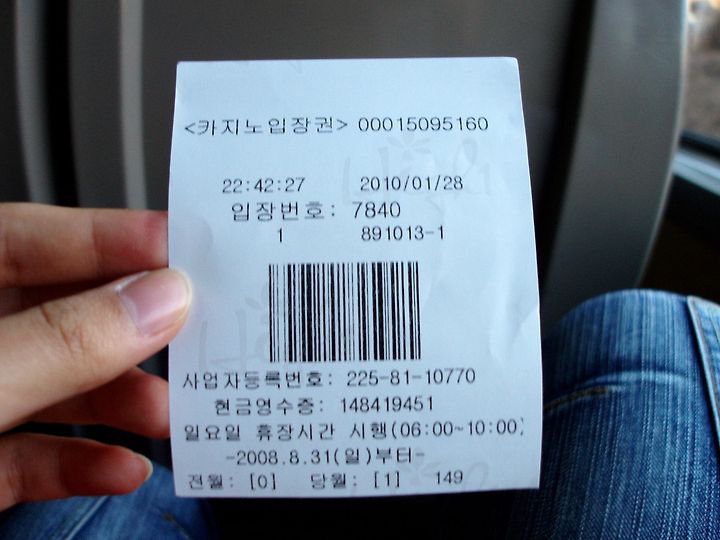 <카지노입장권> 00015095160
22:42:27 2010/01/28
입장번호: 7840
1 891013-1
사업자등록번호: 225-81-10770
현금영수증: 148419451
일요일 휴장시간 시행(06:00~10:00)
-2008.8.31(일)부터-
전월: [0] 당월: [1] 149